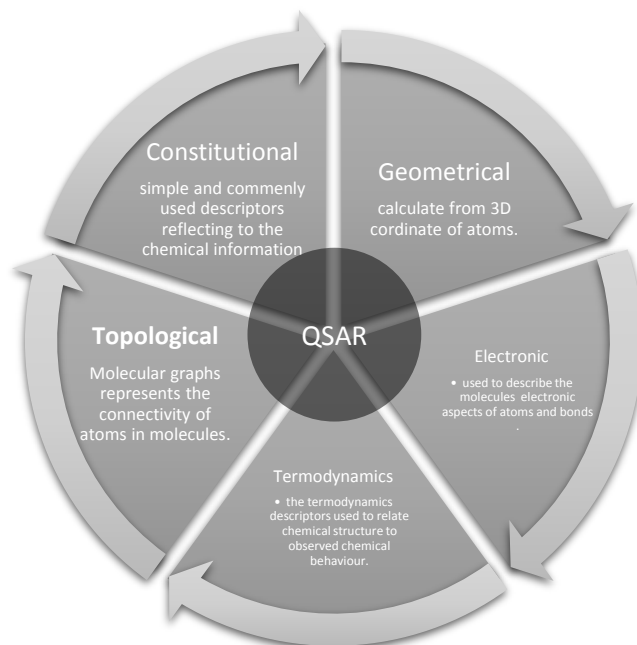 Constitutional
simple and commenly
used descriptors
reflecting to the
chemical information
Geometrical
calculate from 3D
cordinate of atoms.
Electronic
• used to describe the
molecules electronic
aspects of atoms and bonds
.
Termodynamics
• the termodynamics
descriptors used to relate
chemical structure to
observed chemical
behaviour.
Topological
Molecular graphs
represents the
connectivity of
atoms in molecules.
QSAR